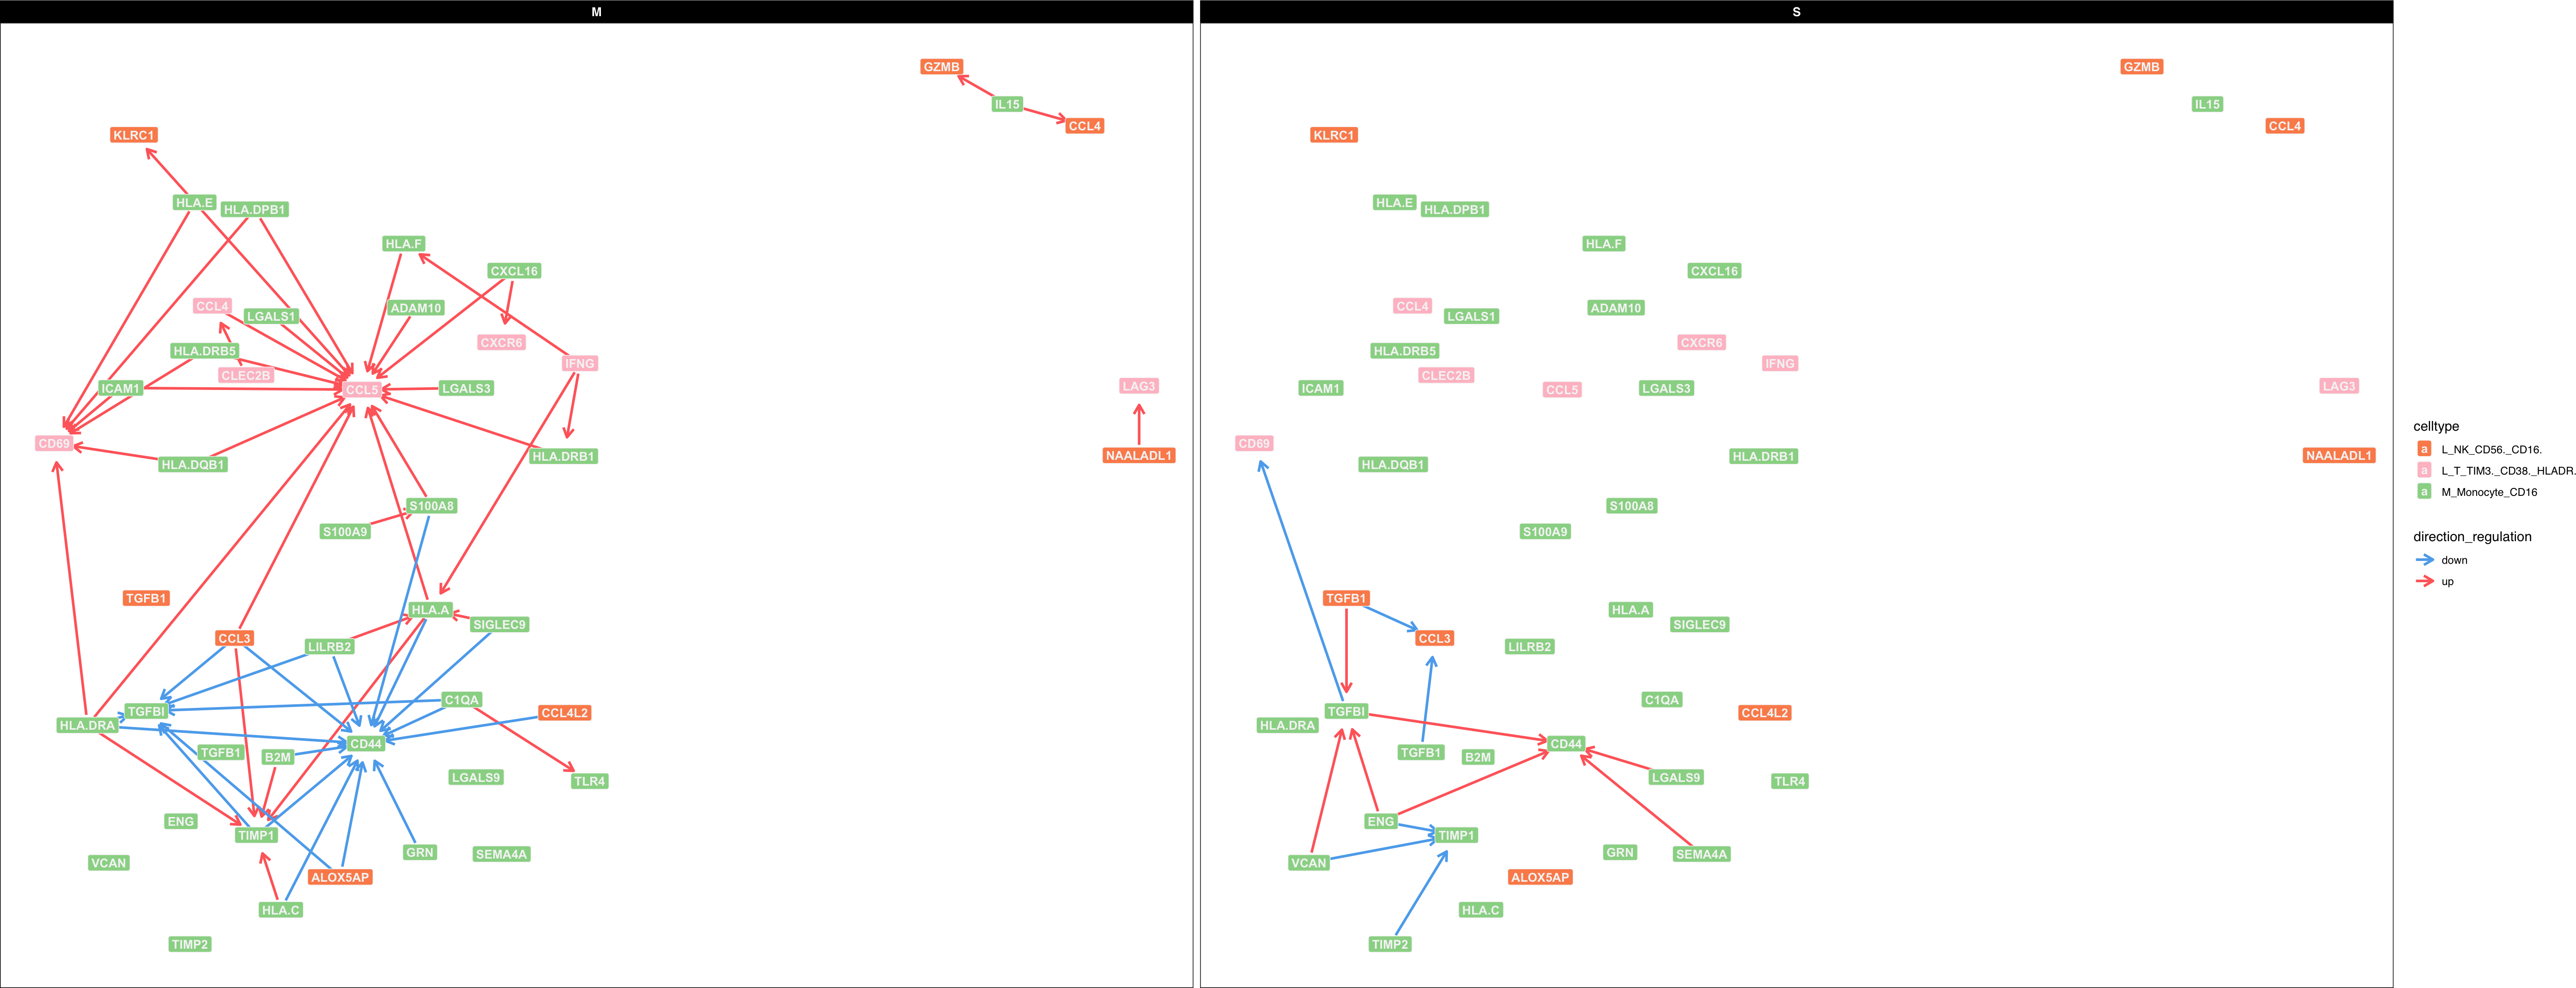 M
GZMB
IL15
CCL4
KLRC1
HLA.E
HLA.DPB1
HLA.F
CXCL16
CCL4
LGALS1
ADAM10
CXCR6
HLA.DRB5
IFNG
CLEC2B
ICAM1
CCL5
LGALS3
LAG3
CD69
NAALADL1
HLA.DQB1
HLA.DRB1
S100A8
S100A9
TGFB1
HLA.A
SIGLEC9
CCL3
LILRB2
C1QA
TGFBI
CCL4L2
HLA.DRA
CD44
TGFB1
B2M
LGALS9
TLR4
ENG
TIMP1
GRN
SEMA4A
VCAN
ALOX5AP
HLA.C
TIMP2
S
GZMB
IL15
CCL4
KLRC1
HLA.E
HLA.DPB1
HLA.F
CXCL16
CCL4
LGALS1
ADAM10
CXCR6
HLA.DRB5
IFNG
CLEC2B
ICAM1
CCL5
LGALS3
LAG3
CD69
NAALADL1
HLA.DQB1
HLA.DRB1
S100A8
S100A9
TGFB1
HLA.A
SIGLEC9
CCL3
LILRB2
C1QA
TGFBI
CCL4L2
HLA.DRA
CD44
TGFB1
B2M
LGALS9
TLR4
ENG
TIMP1
GRN
SEMA4A
VCAN
ALOX5AP
HLA.C
TIMP2
celltype
a L_NK_CD56._CD16.
a L_T_TIM3._CD38._HLADR.
a M_Monocyte_CD16
direction_regulation
down
up